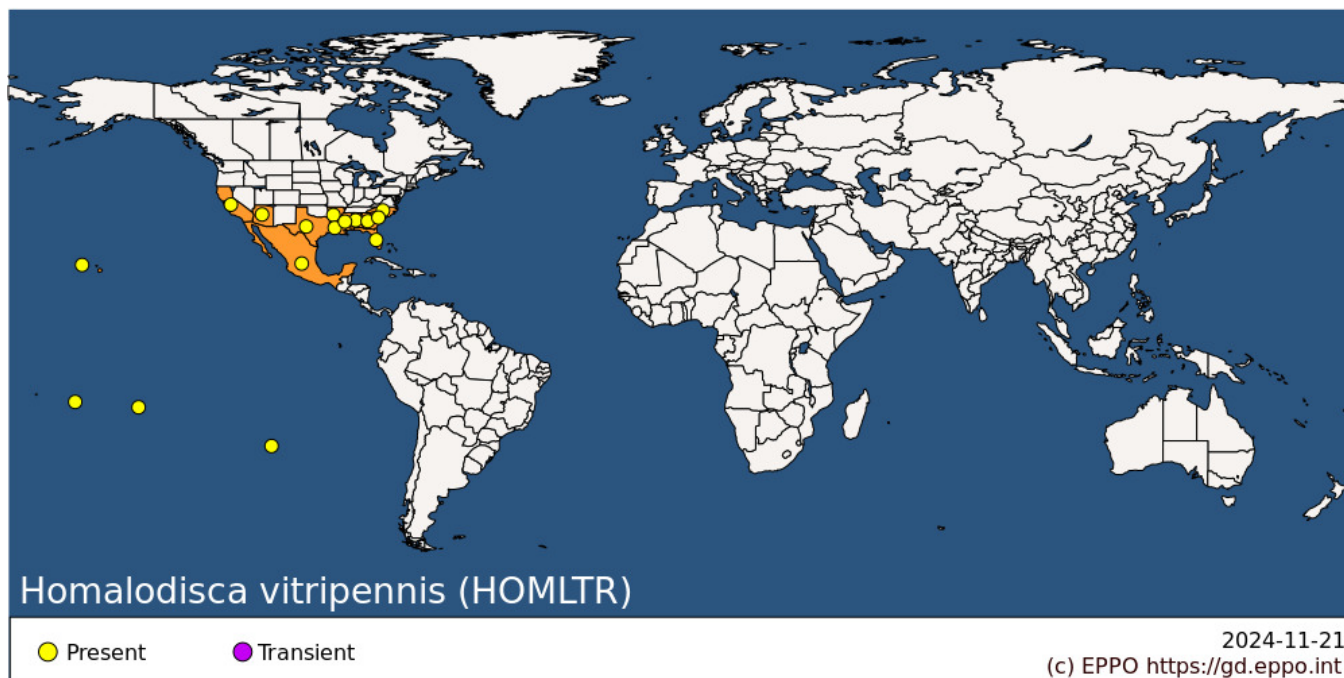 Homalodisca vitripennis (HOMLTR)
Present
Transient
2024-11-21
(c) EPPO https://gd.eppo.int